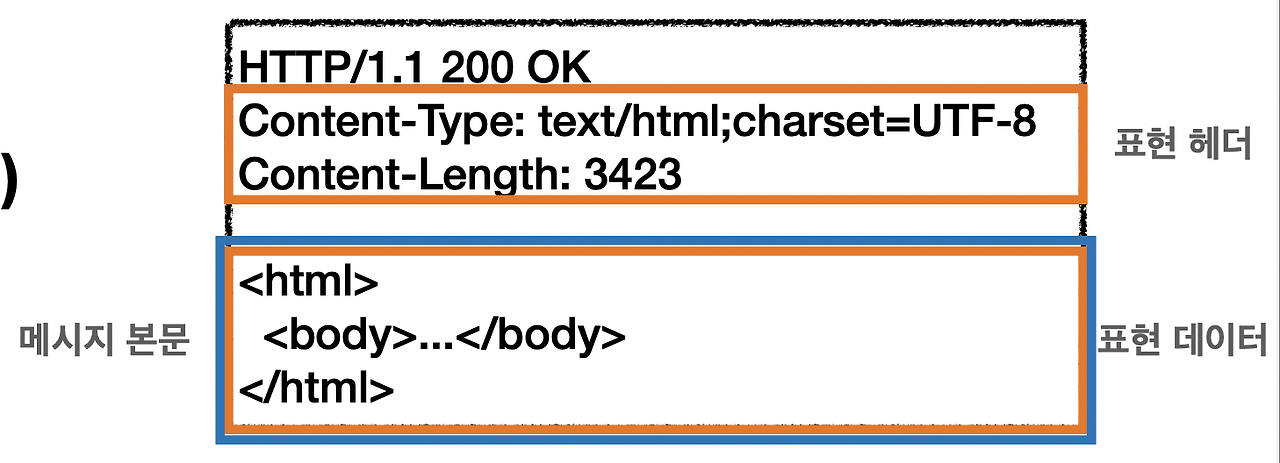 HTTP/1.1 200 OK
Content-Type: text/html;charset=UTF-8
Content-Length: 3423
표현 헤더
)
<html>
<body>...</body>
</html>
메시지 본문
표현 데이터